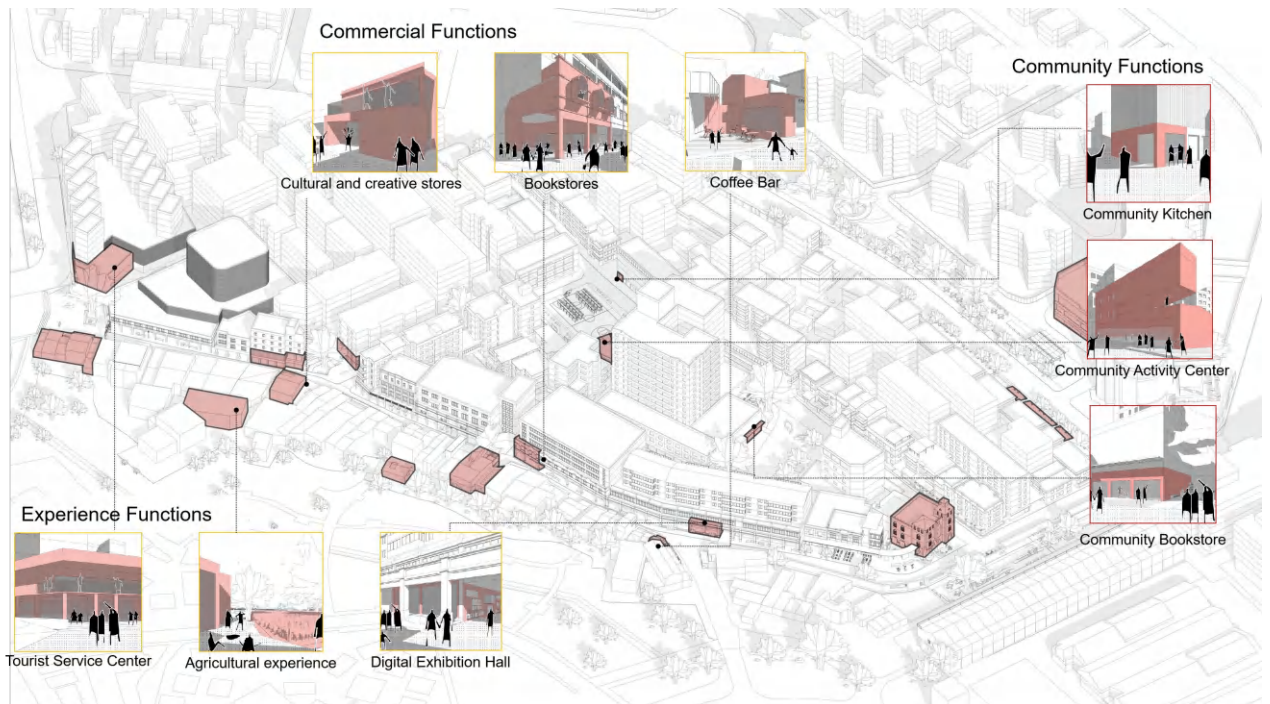 Commercial Functions
Cultural and creative stores
Bookstores
Coffee Bar
Community Functions
Community Kitchen
Community Activity Center
Community Bookstore
Experience Functions
Tourist Service Center
Agricultural experience
Digital Exhibition Hall